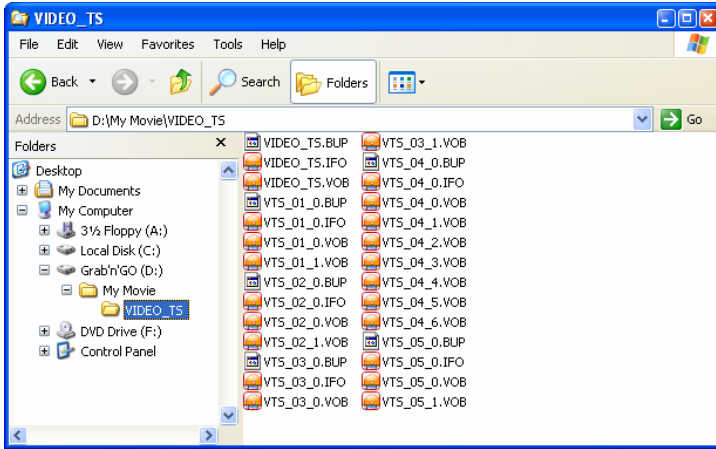 VIDEO_TS
File Edit View Favorites Tools Help
Back Search Folders
Address D:\My Movie\VIDEO_TS Go
Folders x
Desktop
My Documents
My Computer
3½ Floppy (A:)
Local Disk (C:)
Grab'n'GO (D:)
My Movie
VIDEO_TS
DVD Drive (F:)
Control Panel
VIDEO_TS.BUP
VIDEO_TS.IFO
VIDEO_TS.VOB
VTS_01_0.BUP
VTS_01_0.IFO
VTS_01_0.VOB
VTS_01_1.VOB
VTS_02_0.BUP
VTS_02_0.IFO
VTS_02_0.VOB
VTS_02_1.VOB
VTS_03_0.BUP
VTS_03_0.IFO
VTS_03_0.VOB
VTS_03_1.VOB
VTS_04_0.BUP
VTS_04_0.IFO
VTS_04_0.VOB
VTS_04_1.VOB
VTS_04_2.VOB
VTS_04_3.VOB
VTS_04_4.VOB
VTS_04_5.VOB
VTS_04_6.VOB
VTS_05_0.BUP
VTS_05_0.IFO
VTS_05_0.VOB
VTS_05_1.VOB